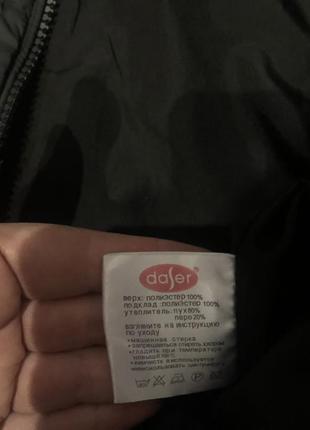 daser
верх: полиэстер 100%
подклад: полиэстер 100%
утеплитель: пух 80%
перо 20%
взгляните на инструкцию
по уходу
•машинная стирка
•запрещается стирать хлором
•гладить при температуре